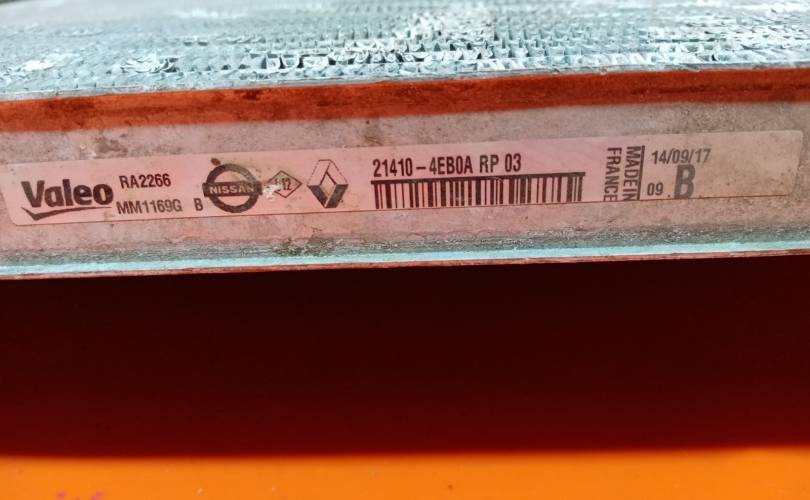 Valeo
RA2266
MM1169G B
NISSAN
12
21410-4EB0A RP 03
MADE IN
FRANCE
14/09/17
09 B